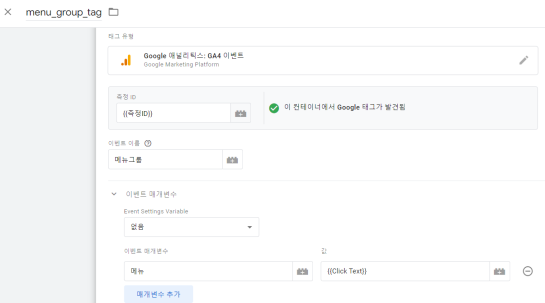 menu_group_tag
태그 유형
Google 애널리틱스: GA4 이벤트
Google Marketing Platform
측정 ID
{{측정ID}}
이 컨테이너에서 Google 태그가 발견됨
이벤트 이름
메뉴그룹
이벤트 매개변수
Event Settings Variable
없음
이벤트 매개변수 값
메뉴 {{Click Text}}
매개변수 추가